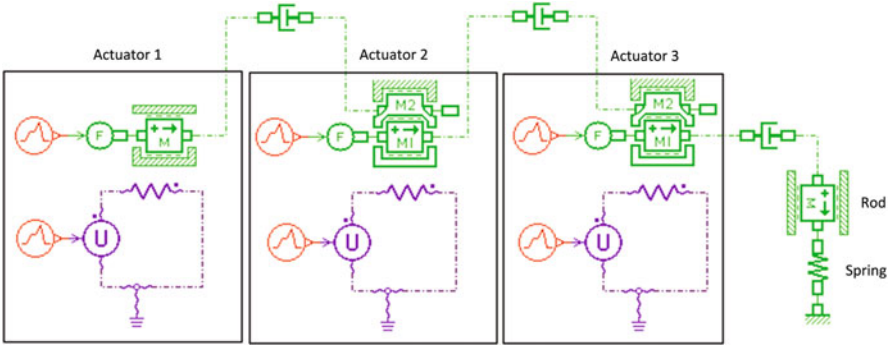 Actuator 1
Actuator 2
Actuator 3
M2
M2
F
M
F
M1
F
M1
M
Rod
U
U
U
Spring